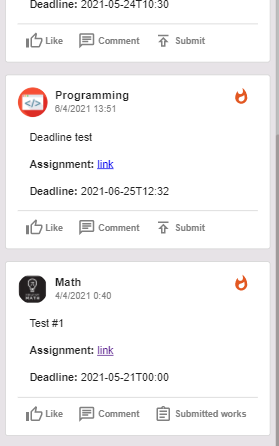 Deadline: 2021-05-24T10:30
Like Comment Submit
Programming
6/4/2021 13:51
Deadline test
Assignment: link
Deadline: 2021-06-25T12:32
Like Comment Submit
Math
4/4/2021 0:40
Test #1
Assignment: link
Deadline: 2021-05-21T00:00
Like Comment Submitted works